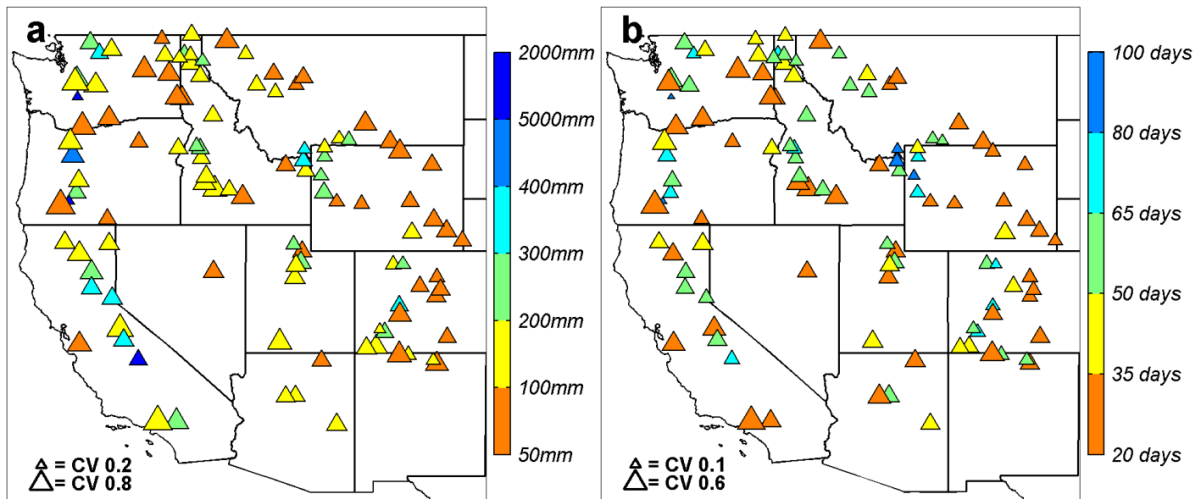 a
2000mm
5000mm
400mm
300mm
200mm
100mm
50mm
= CV 0.2
= CV 0.8
b
100 days
80 days
65 days
50 days
35 days
20 days
= CV 0.1
= CV 0.6